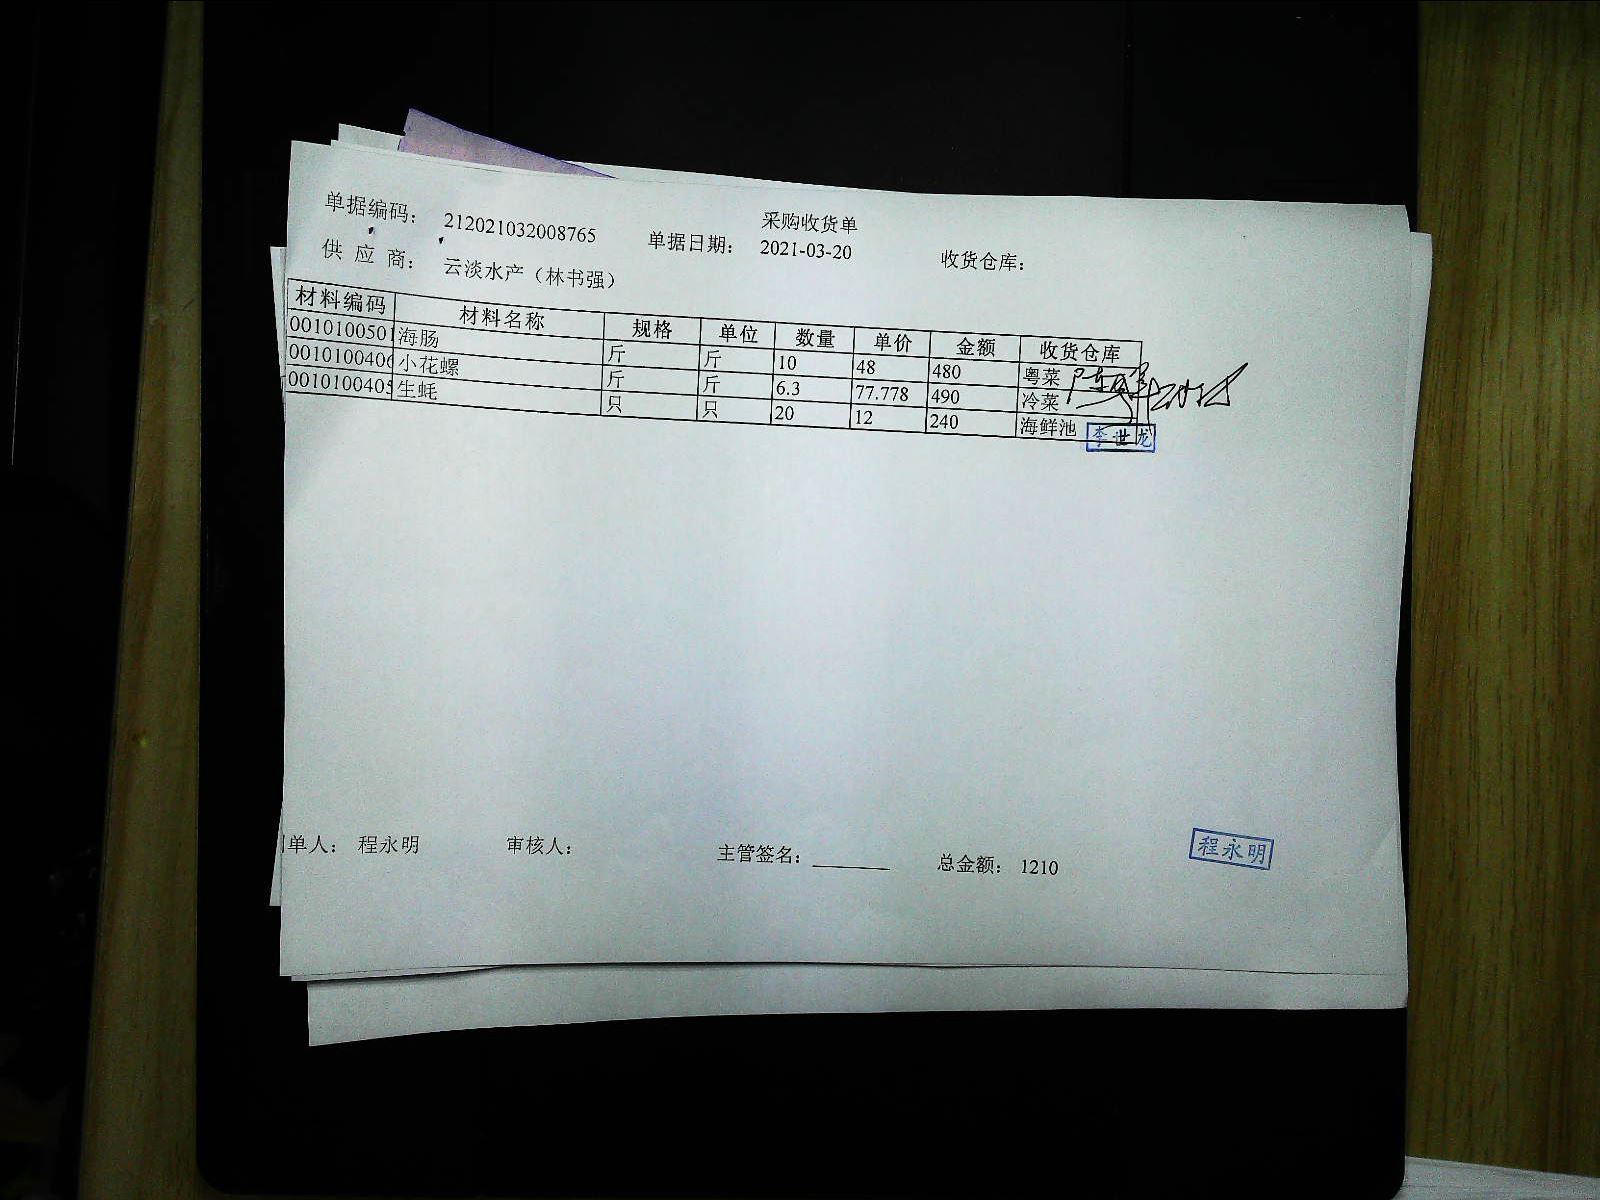 采购收货单
单据编码： 212021032008765 单据日期： 2021-03-20 收货仓库：
供 应 商： 云淡水产（林书强）
材料编码 材料名称 规格 单位 数量 单价 金额 收货仓库
0010100501 海肠 斤 斤 10 48 480 粤菜
001010040 小花螺 斤 斤 6.3 77.778 490 冷菜
001010040 生蚝 只 只 20 12 240 海鲜池
李世龙
单人： 程永明 审核人： 主管签名： 总金额： 1210
程永明